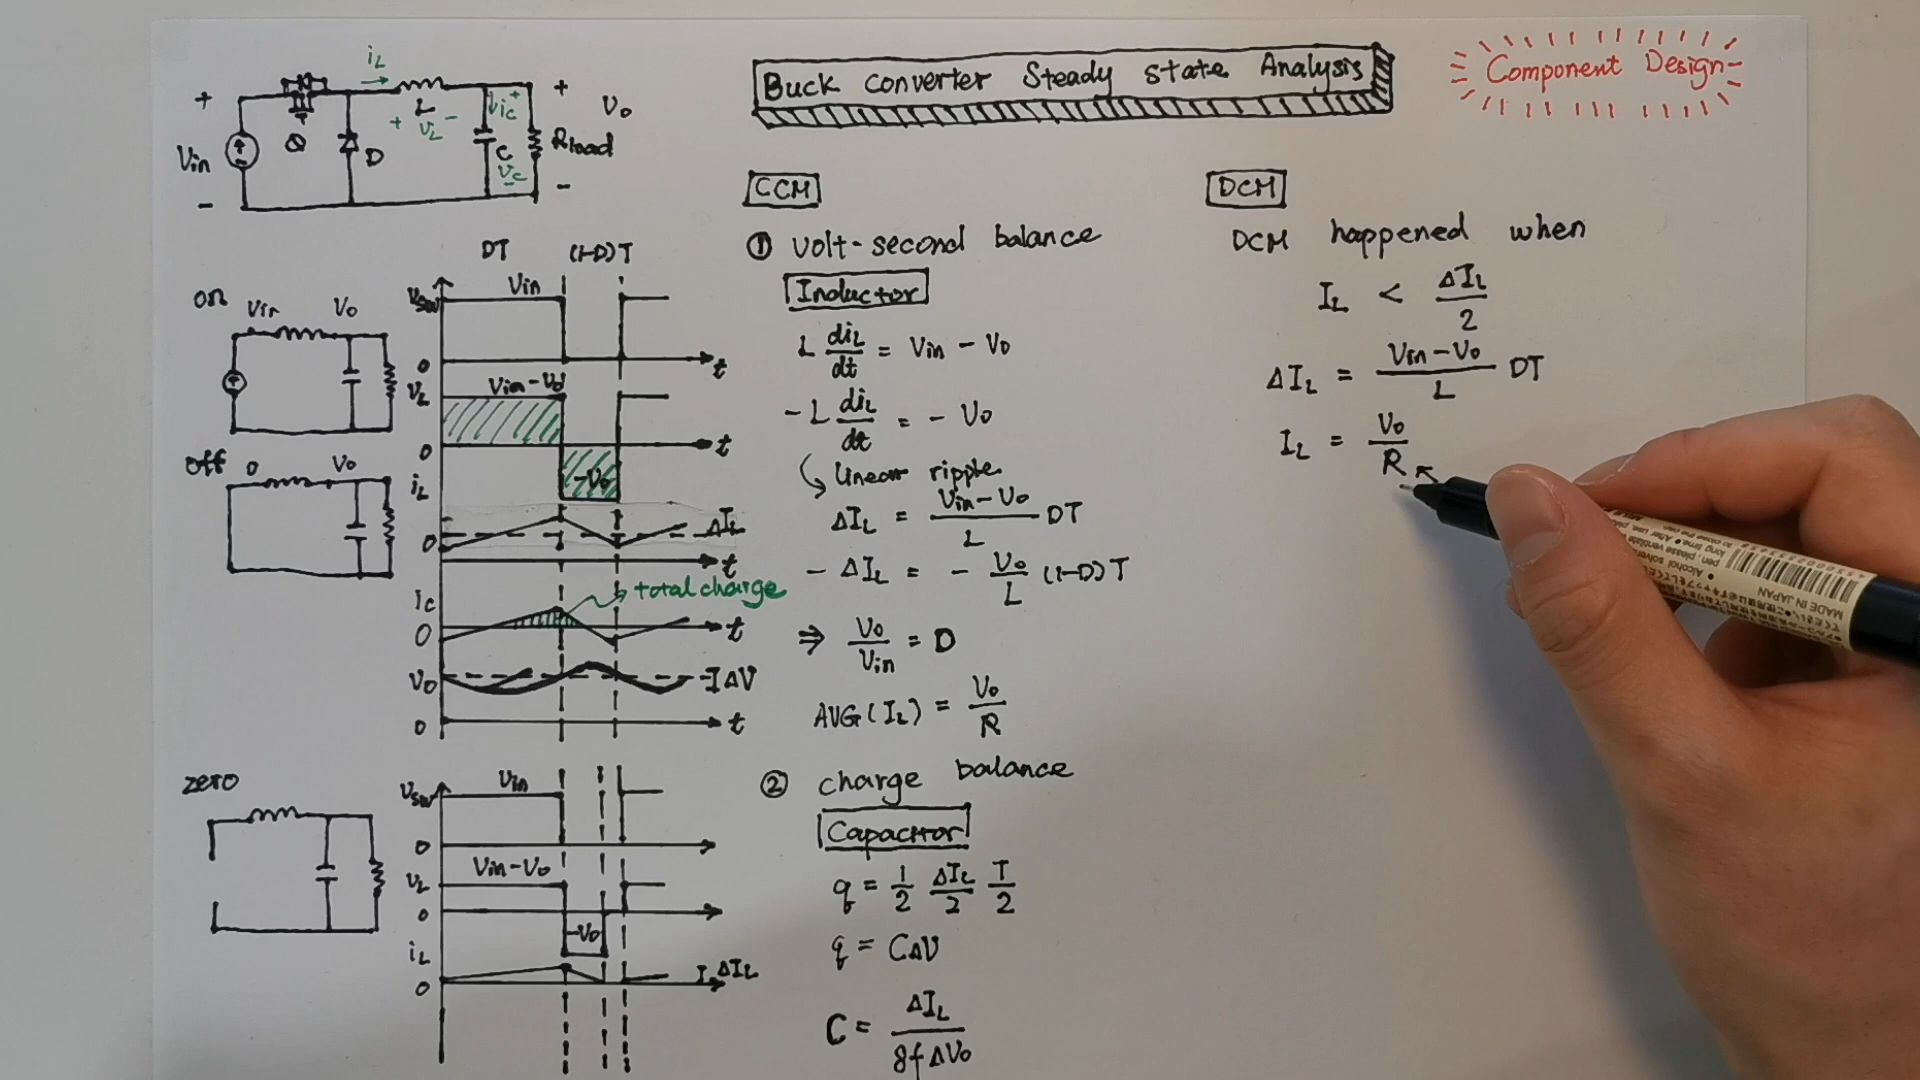 Buck Converter Steady state Analysis
Component Design
iL
+ Vin -
Q
D
L
+ VL -
ic
+
C
Vc
-
Rload
+ Vo -
DT (1-D)T
on
Vin Vo
off
0 Vo
Vsw Vin
0 t
VL Vin-Vo
0 t
-Vo
iL
0 ΔIL
t
total charge
ic
0 t
Vo ΔV
0 t
zero
Vsw Vin
0
Vin-Vo
VL
0
-Vo
iL
0 ΔIL
CCM
① Volt-second balance
Inductor
L diL/dt = Vin - Vo
-L diL/dt = - Vo
Linear ripple
ΔIL = Vin-Vo/L DT
- ΔIL = - Vo/L (1-D)T
⇒ Vo/Vin = D
AVG(IL) = Vo/R
② charge balance
Capacitor
q = 1/2 ΔIL/2 T/2
q = CΔV
C = ΔIL/8fΔVo
DCM
DCM happened when
IL < ΔIL/2
ΔIL = Vin-Vo/L DT
IL = Vo/R
MADE IN JAPAN